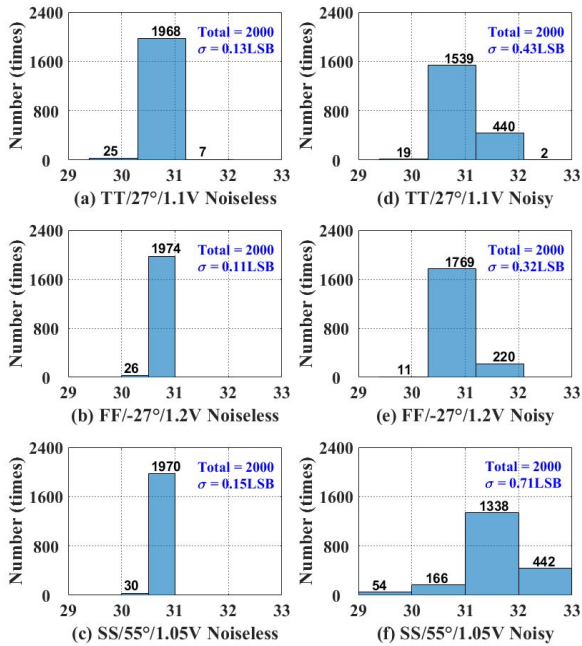 Number (times)
2400
1600
800
0
1968
Total = 2000
σ = 0.13LSB
25
7
29 30 31 32 33
(a) TT/27°/1.1V Noiseless
Number (times)
2400
1600
800
0
1539
Total = 2000
σ = 0.43LSB
440
19
2
29 30 31 32 33
(d) TT/27°/1.1V Noisy
Number (times)
2400
1600
800
0
1974
Total = 2000
σ = 0.11LSB
26
29 30 31 32 33
(b) FF/-27°/1.2V Noiseless
Number (times)
2400
1600
800
0
1769
Total = 2000
σ = 0.32LSB
220
11
29 30 31 32 33
(e) FF/-27°/1.2V Noisy
Number (times)
2400
1600
800
0
1970
Total = 2000
σ = 0.15LSB
30
29 30 31 32 33
(c) SS/55°/1.05V Noiseless
Number (times)
2400
1600
800
0
Total = 2000
σ = 0.71LSB
1338
442
166
54
29 30 31 32 33
(f) SS/55°/1.05V Noisy